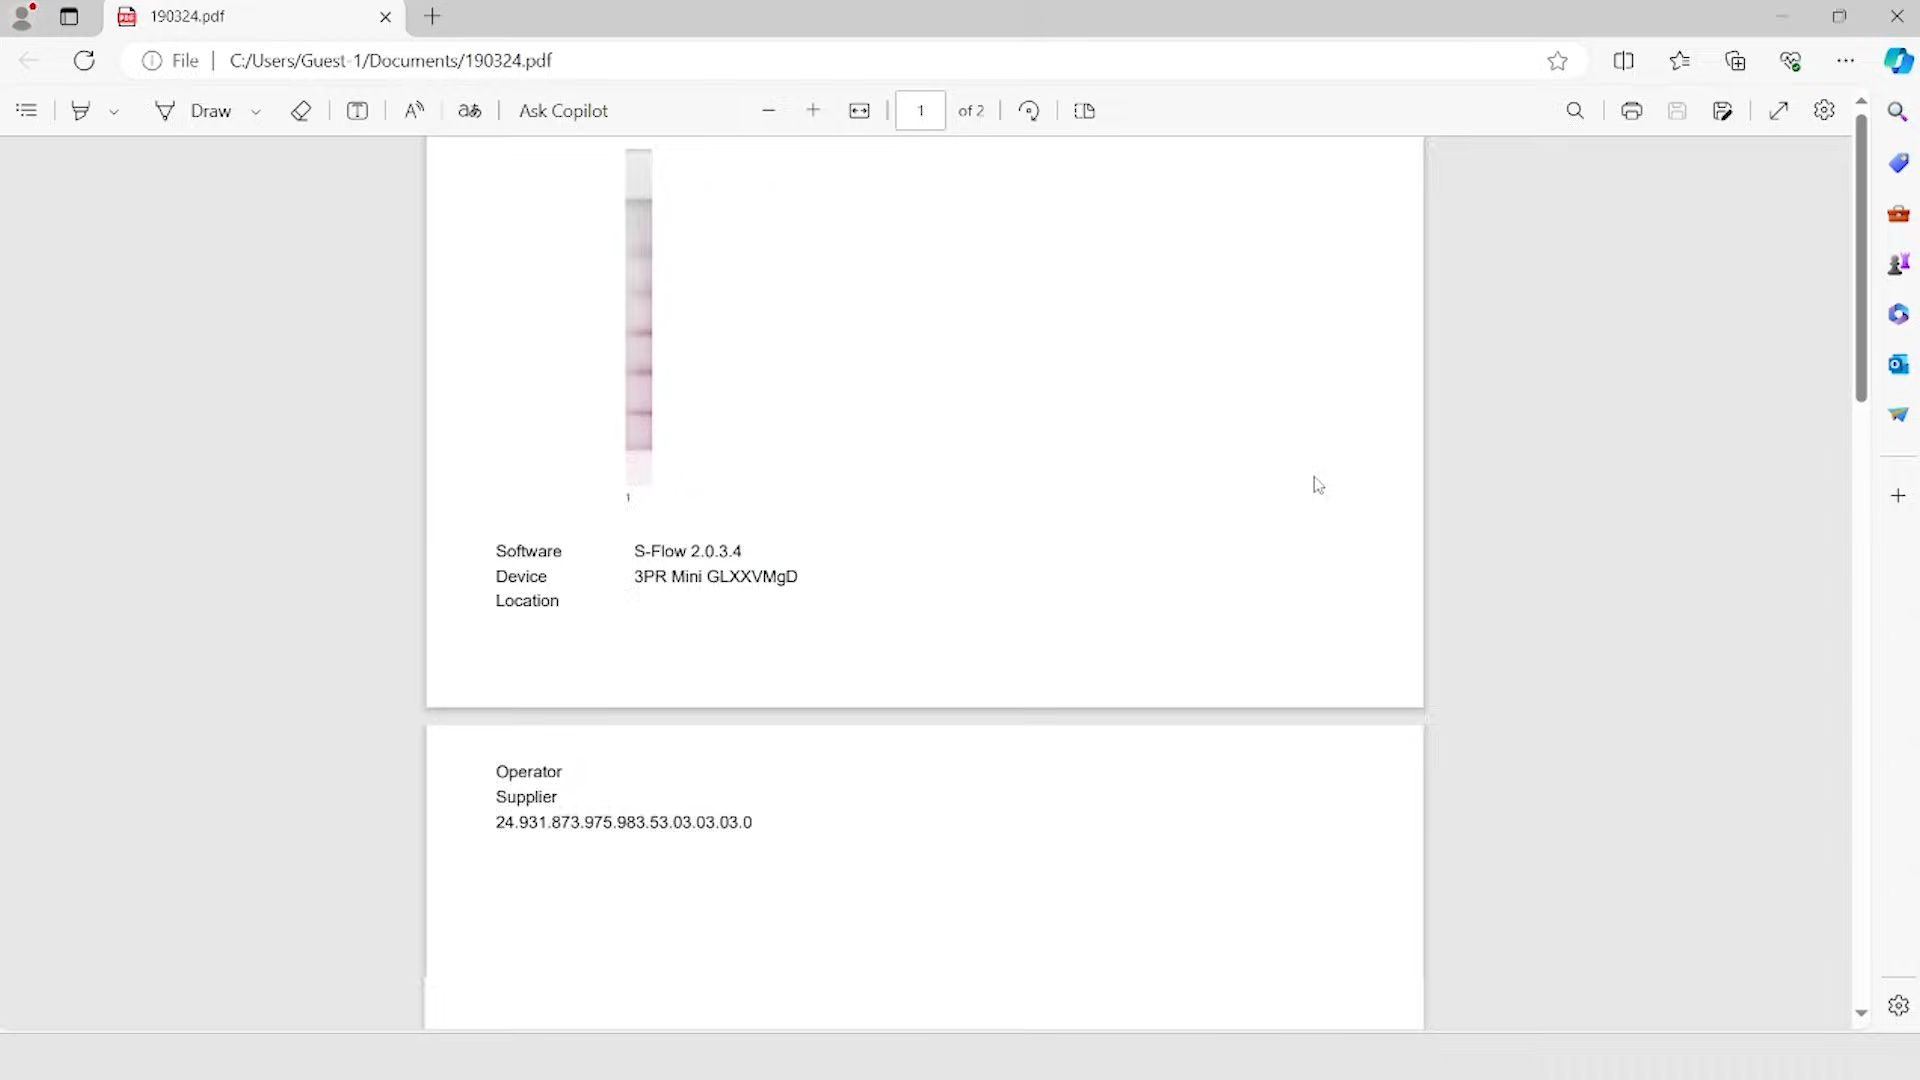 190324.pdf
File | C:/Users/Guest-1/Documents/190324.pdf
Draw
Ask Copilot
1 of 2
1
Software S-Flow 2.0.3.4
Device 3PR Mini GLXXVMgD
Location
Operator
Supplier
24.931.873.975.983.53.03.03.03.0